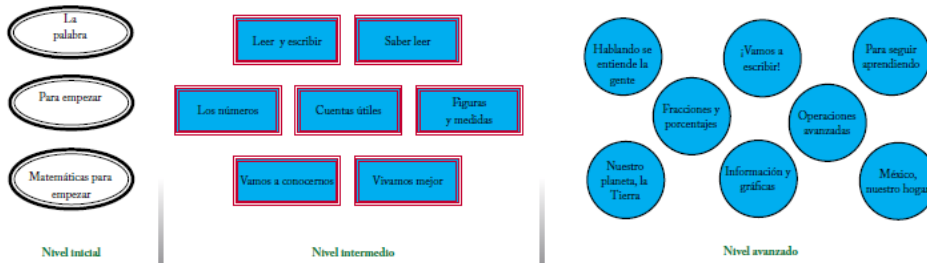 La
palabra
Para empezar
Matemáticas para
empezar
Nivel inicial
Leer y escribir
Saber leer
Los números
Cuentas útiles
Figuras
y medidas
Vamos a conocernos
Vivamos mejor
Nivel intermedio
Hablando se
entiende la
gente
¡Vamos a
escribir!
Para seguir
aprendiendo
Fracciones y
porcentajes
Operaciones
avanzadas
Nuestro
planeta, la
Tierra
Información y
gráficas
México,
nuestro hogar
Nivel avanzado